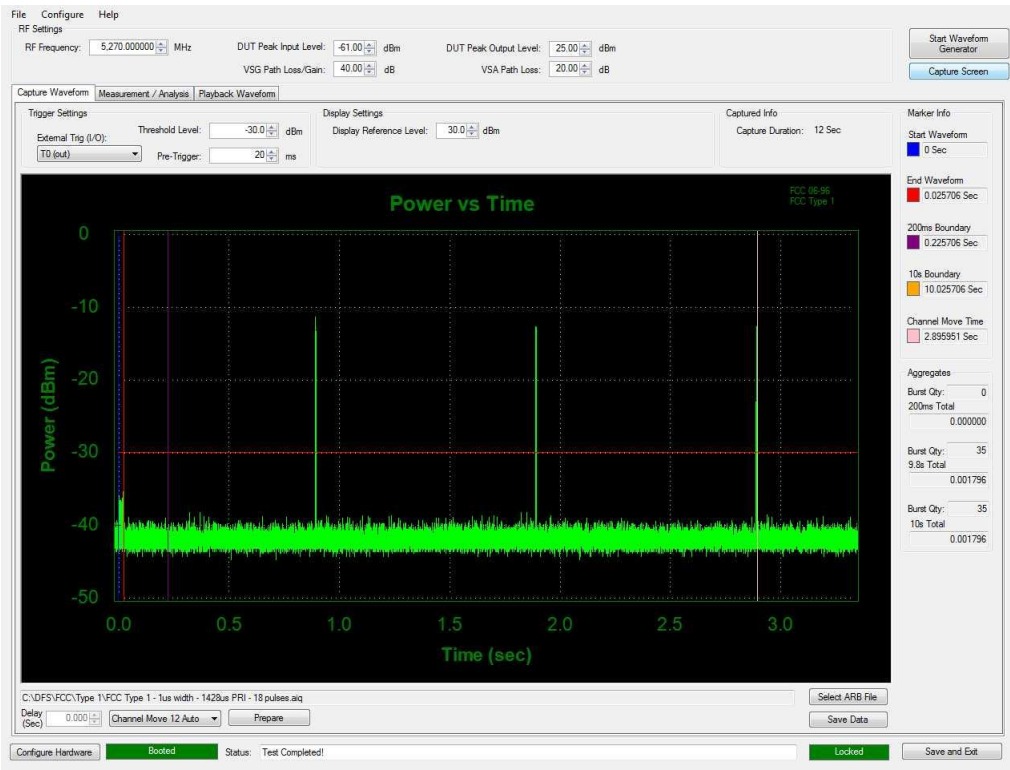 File Configure Help
RF Settings
RF Frequency: 5,270.000000 MHz DUT Peak Input Level: -61.00 dBm DUT Peak Output Level: 25.00 dBm
VSG Path Loss/Gain: 40.00 dB VSA Path Loss: 20.00 dB
Start Waveform
Generator
Capture Screen
Capture Waveform Measurement / Analysis Playback Waveform
Trigger Settings
External Trig (I/O):
T0 (out)
Threshold Level: -30.0 dBm
Pre-Trigger: 20 ms
Display Settings
Display Reference Level: 30.0 dBm
Captured Info
Capture Duration: 12 Sec
Marker Info
Start Waveform
0 Sec
End Waveform
0.025706 Sec
200ms Boundary
0.225706 Sec
10s Boundary
10.025706 Sec
Channel Move Time
2.895951 Sec
Aggregates
Burst Qty: 0
200ms Total
0.000000
Burst Qty: 35
9.8s Total
0.001796
Burst Qty: 35
10s Total
0.001796
Power vs Time
FCC 06-96
FCC Type 1
Power (dBm)
0
-10
-20
-30
-40
-50
0.0 0.5 1.0 1.5 2.0 2.5 3.0
Time (sec)
C:\DFS\FCC\Type 1\FCC Type 1 - 1us width - 1428us PRI - 18 pulses.aiq
Select ARB File
Delay
(Sec) 0.000 Channel Move 12 Auto Prepare
Save Data
Configure Hardware Booted Status: Test Completed! Locked Save and Exit